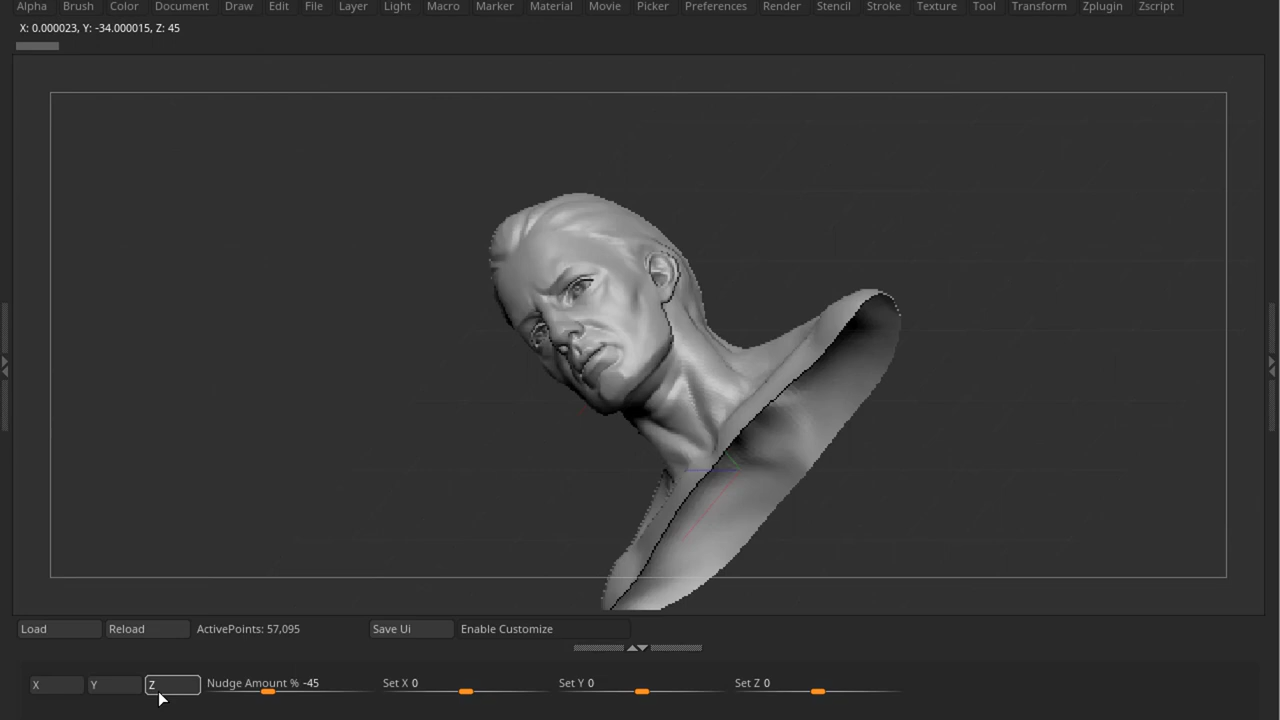 Alpha Brush Color Document Draw Edit File Layer Light Macro Marker Material Movie Picker Preferences Render Stencil Stroke Texture Tool Transform Zplugin Zscript
X: 0.000023, Y: -34.000015, Z: 45
Load Reload ActivePoints: 57,095 Save Ui Enable Customize
X Y Z Nudge Amount % -45 Set X 0 Set Y 0 Set Z 0